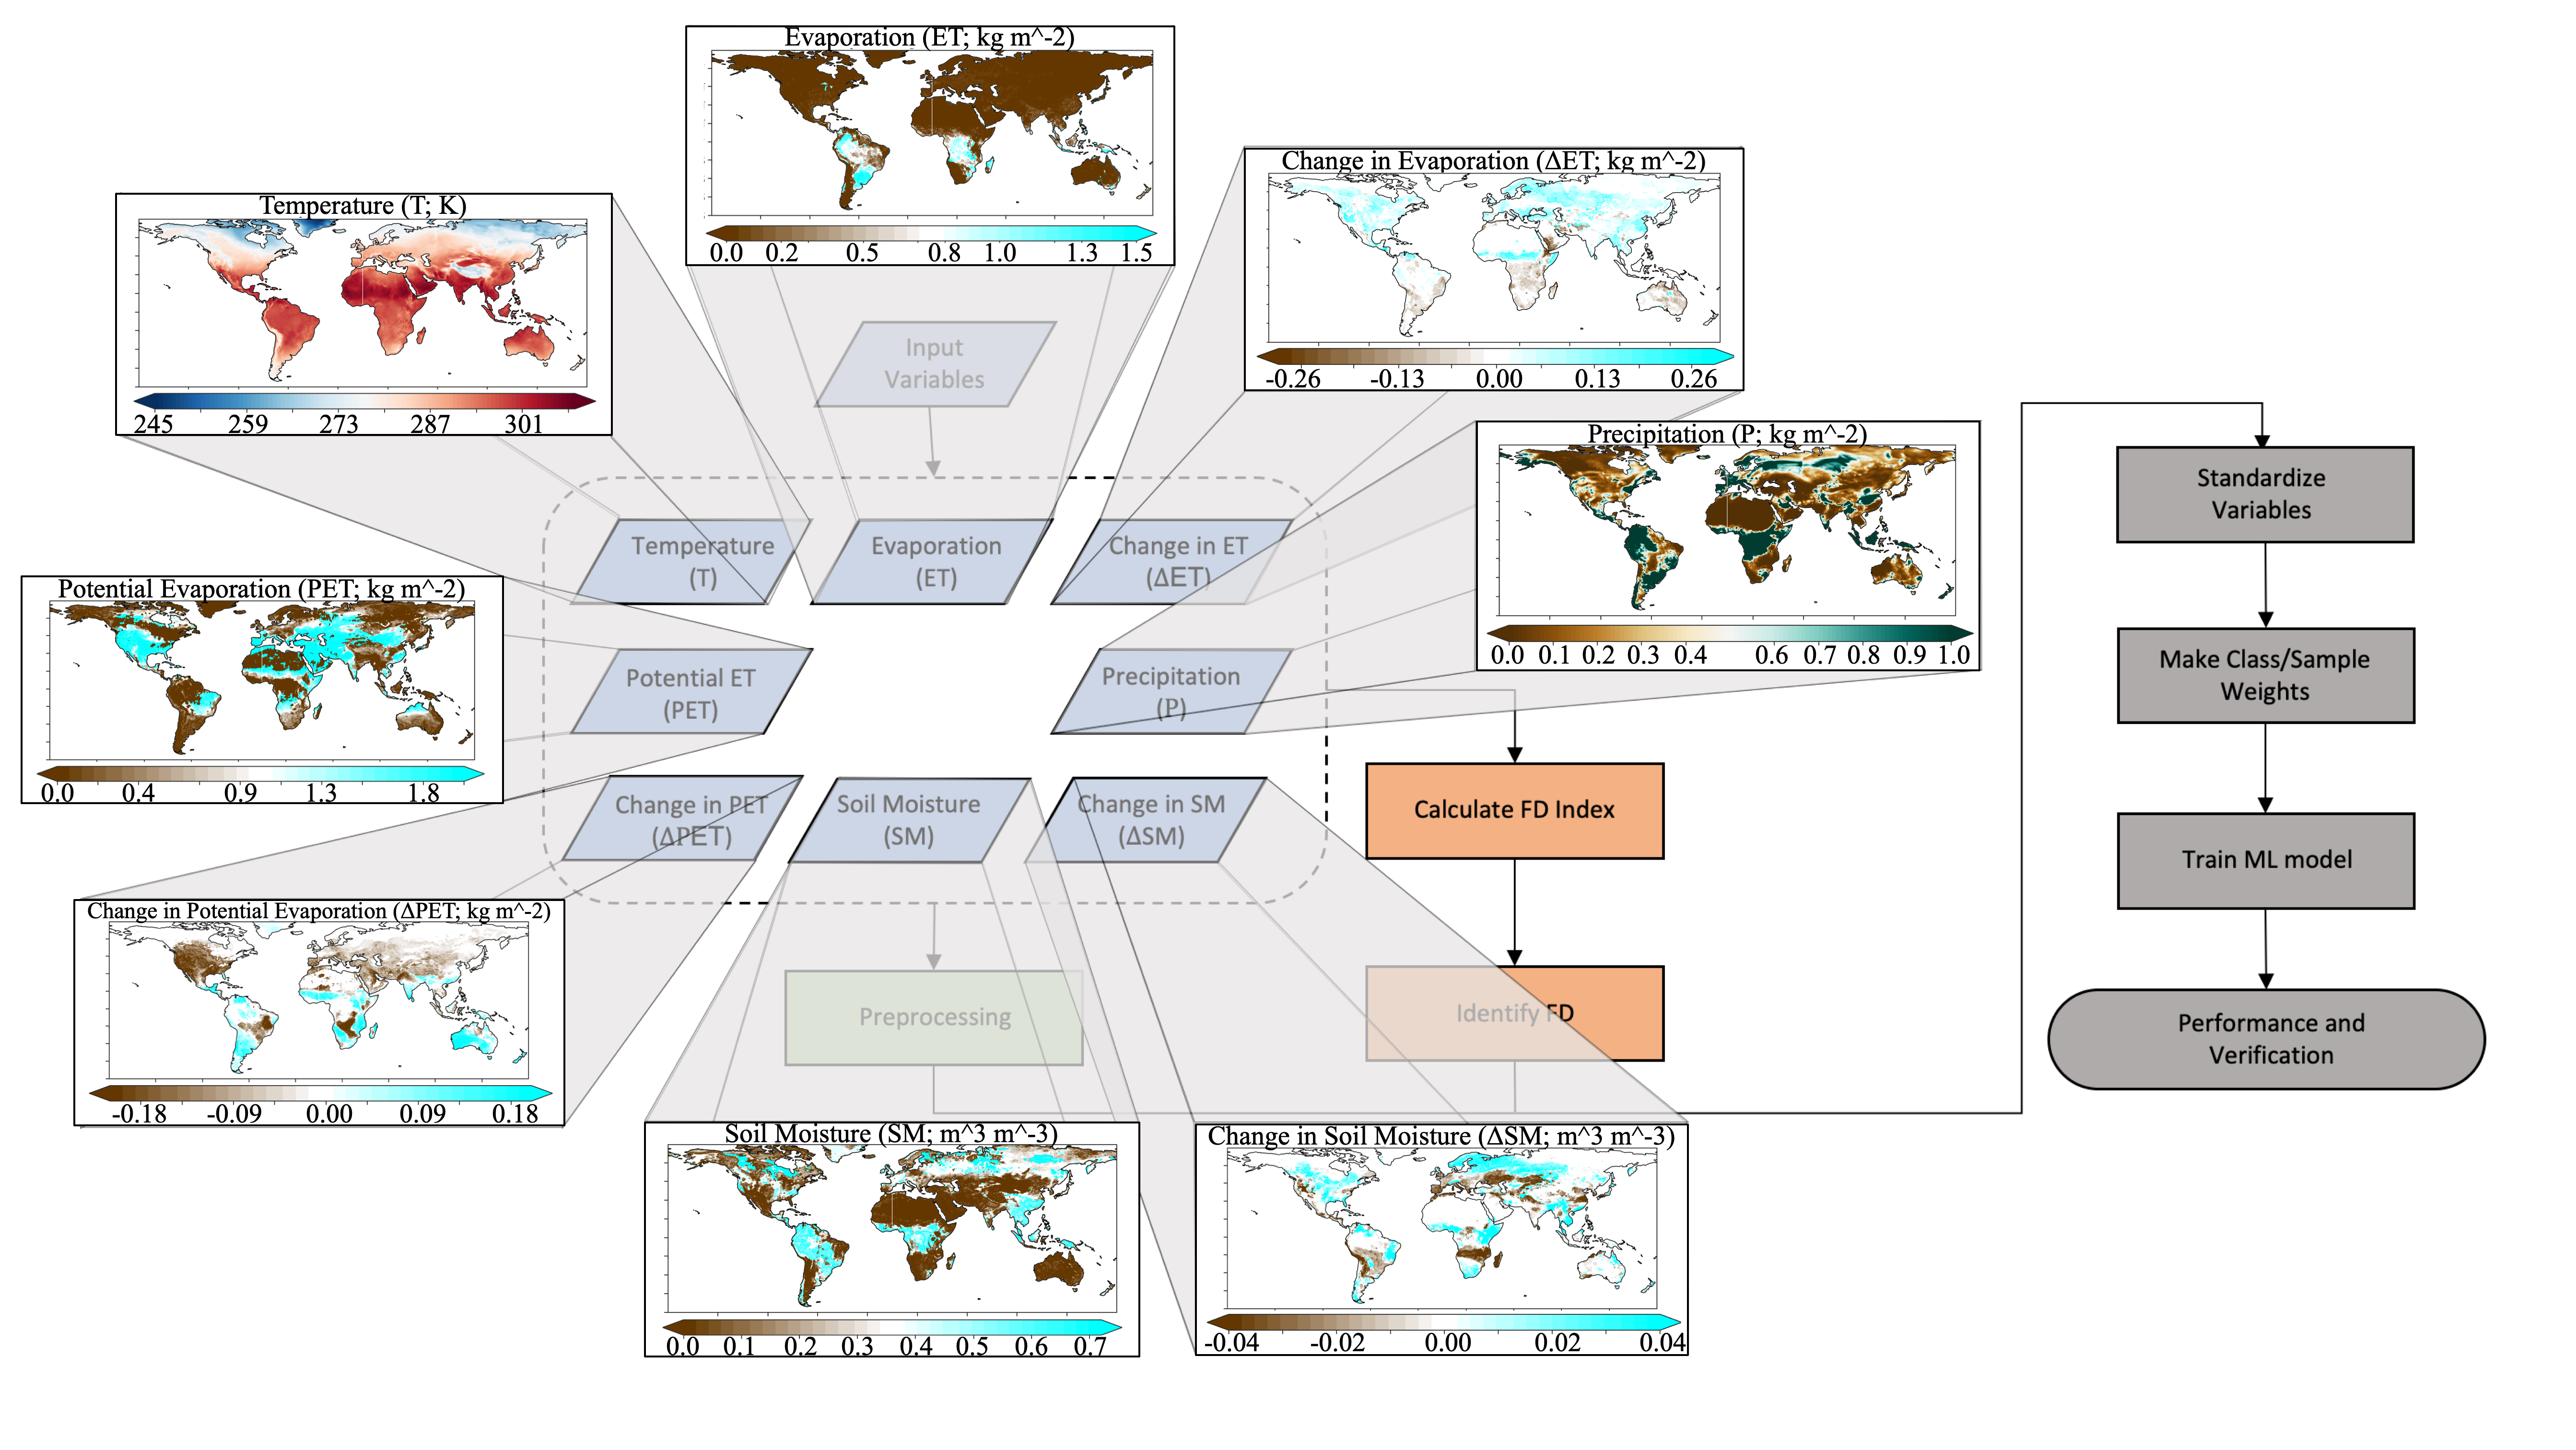 Evaporation (ET; kg m^-2)
0.0 0.2 0.5 0.8 1.0 1.3 1.5
Change in Evaporation (ΔET; kg m^-2)
-0.26 -0.13 0.00 0.13 0.26
Temperature (T; K)
245 259 273 287 301
Input
Variables
Precipitation (P; kg m^-2)
0.0 0.1 0.2 0.3 0.4 0.6 0.7 0.8 0.9 1.0
Temperature
(T)
Evaporation
(ET)
Change in ET
(ΔET)
Potential Evaporation (PET; kg m^-2)
0.0 0.4 0.9 1.3 1.8
Potential ET
(PET)
Precipitation
(P)
Change in PET
(ΔPET)
Soil Moisture
(SM)
Change in SM
(ΔSM)
Change in Potential Evaporation (ΔPET; kg m^-2)
-0.18 -0.09 0.00 0.09 0.18
Preprocessing
Calculate FD Index
Identify FD
Soil Moisture (SM; m^3 m^-3)
0.0 0.1 0.2 0.3 0.4 0.5 0.6 0.7
Change in Soil Moisture (ΔSM; m^3 m^-3)
-0.04 -0.02 0.00 0.02 0.04
Standardize
Variables
Make Class/Sample
Weights
Train ML model
Performance and
Verification